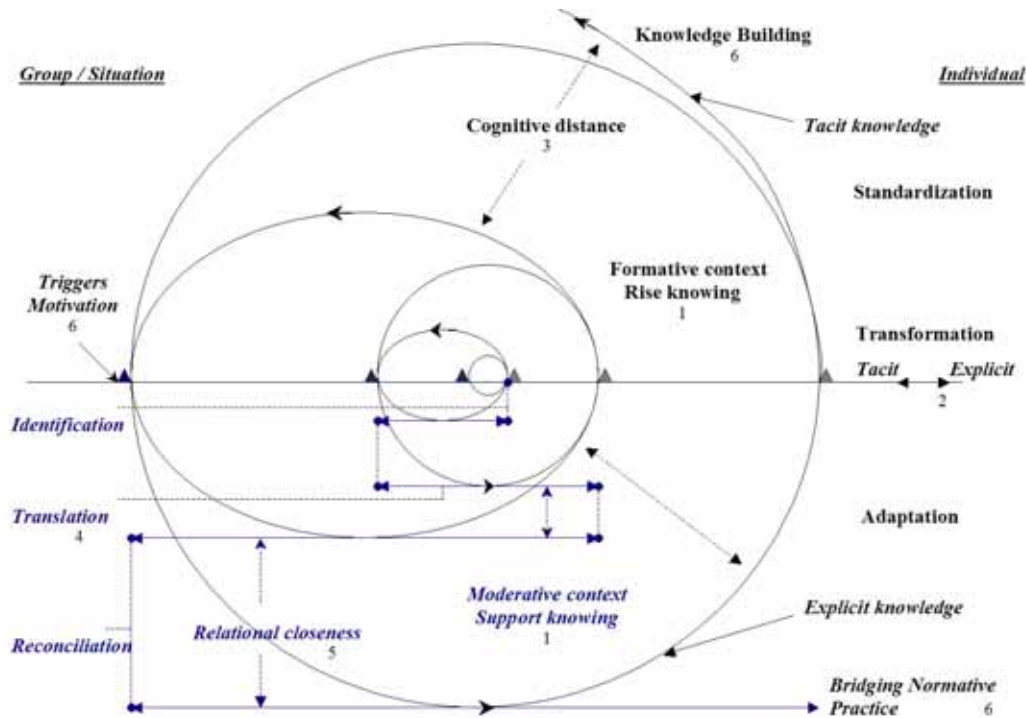 Knowledge Building
6
Group / Situation
Individual
Cognitive distance
3
Tacit knowledge
Standardization
Formative context
Rise knowing
1
Triggers
Motivation
6
Transformation
Tacit
Explicit
2
Identification
Translation
4
Adaptation
Moderative context
Support knowing
1
Explicit knowledge
Reconciliation
Relational closeness
5
Bridging Normative
Practice 6